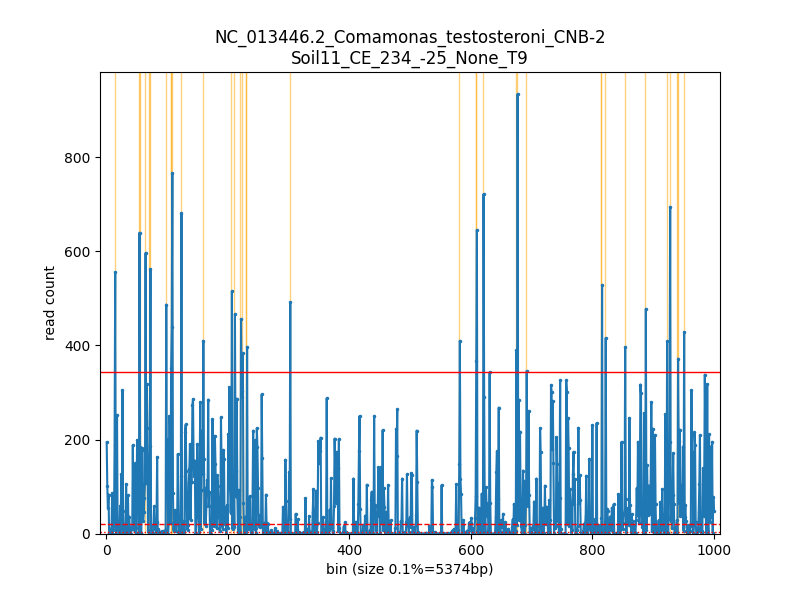 NC_013446.2_Comamonas_testosteroni_CNB-2
Soil11_CE_234_-25_None_T9
800
600
400
200
0
read count
0 200 400 600 800 1000
bin (size 0.1%=5374bp)